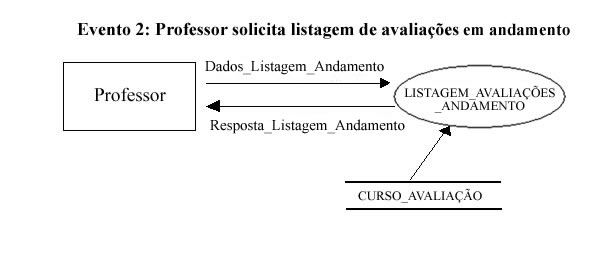 Evento 2: Professor solicita listagem de avaliações em andamento
Dados_Listagem_Andamento
Professor
LISTAGEM_AVALIAÇÕES
_ANDAMENTO
Resposta_Listagem_Andamento
CURSO_AVALIAÇÃO